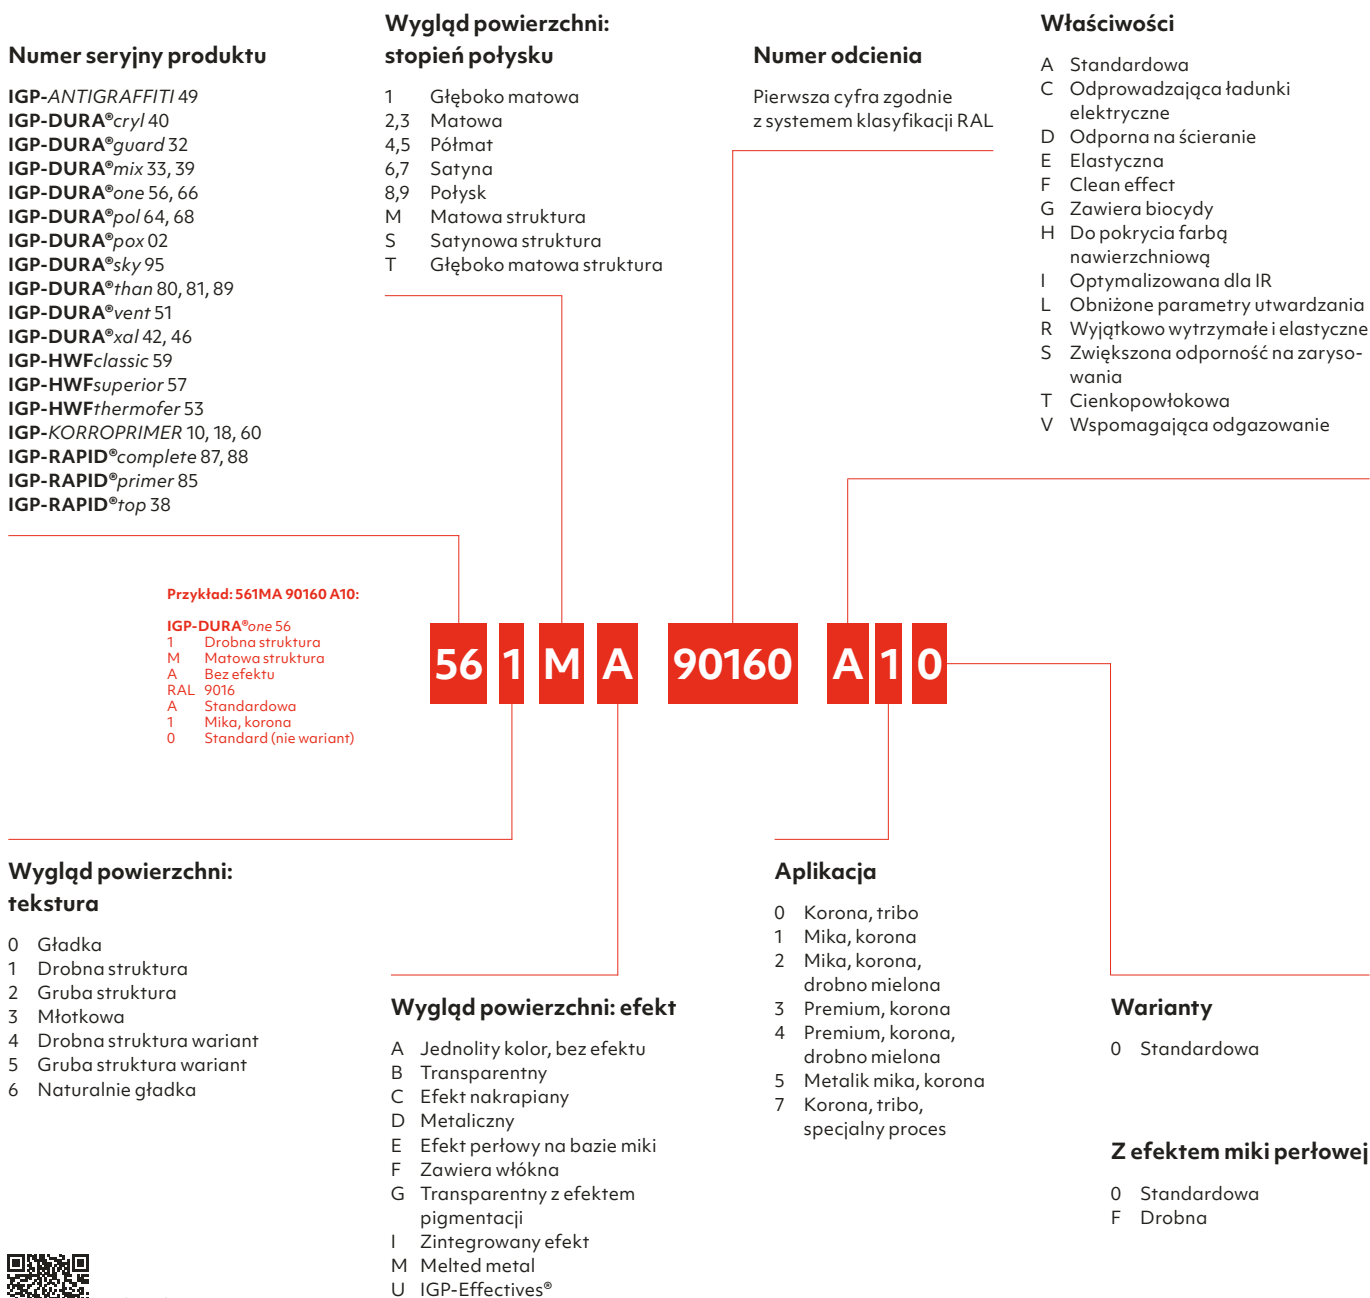 Numer seryjny produktu
IGP-ANTIGRAFFITI 49
IGP-DURA®cryl 40
IGP-DURA®guard 32
IGP-DURA®mix 33, 39
IGP-DURA®one 56, 66
IGP-DURA®pol 64, 68
IGP-DURA®pox 02
IGP-DURA®sky 95
IGP-DURA®than 80, 81, 89
IGP-DURA®vent 51
IGP-DURA®xal 42, 46
IGP-HWFclassic 59
IGP-HWFsuperior 57
IGP-HWFthermofer 53
IGP-KORROPRIMER 10, 18, 60
IGP-RAPID®complete 87, 88
IGP-RAPID®primer 85
IGP-RAPID®top 38
Wygląd powierzchni:
stopień połysku
1 Głęboko matowa
2,3 Matowa
4,5 Półmat
6,7 Satyna
8,9 Połysk
M Matowa struktura
S Satynowa struktura
T Głęboko matowa struktura
Numer odcienia
Pierwsza cyfra zgodnie
z systemem klasyfikacji RAL
Właściwości
A Standardowa
C Odprowadzająca ładunki
elektryczne
D Odporna na ścieranie
E Elastyczna
F Clean effect
G Zawiera biocydy
H Do pokrycia farbą
nawierzchniową
I Optymalizowana dla IR
L Obniżone parametry utwardzania
R Wyjątkowo wytrzymałe i elastyczne
S Zwiększona odporność na zaryso-
wania
T Cienkopowłokowa
V Wspomagająca odgazowanie
Przykład: 561MA 90160 A10:
IGP-DURA®one 56
1 Drobna struktura
M Matowa struktura
A Bez efektu
RAL 9016
A Standardowa
1 Mika, korona
0 Standard (nie wariant)
56 1 M A 90160 A 1 0
Wygląd powierzchni:
tekstura
0 Gładka
1 Drobna struktura
2 Gruba struktura
3 Młotkowa
4 Drobna struktura wariant
5 Gruba struktura wariant
6 Naturalnie gładka
Wygląd powierzchni: efekt
A Jednolity kolor, bez efektu
B Transparentny
C Efekt nakrapiany
D Metaliczny
E Efekt perłowy na bazie miki
F Zawiera włókna
G Transparentny z efektem
pigmentacji
I Zintegrowany efekt
M Melted metal
U IGP-Effectives®
Aplikacja
0 Korona, tribo
1 Mika, korona
2 Mika, korona,
drobno mielona
3 Premium, korona
4 Premium, korona,
drobno mielona
5 Metalik mika, korona
7 Korona, tribo,
specjalny proces
Warianty
0 Standardowa
Z efektem miki perłowej
0 Standardowa
F Drobna